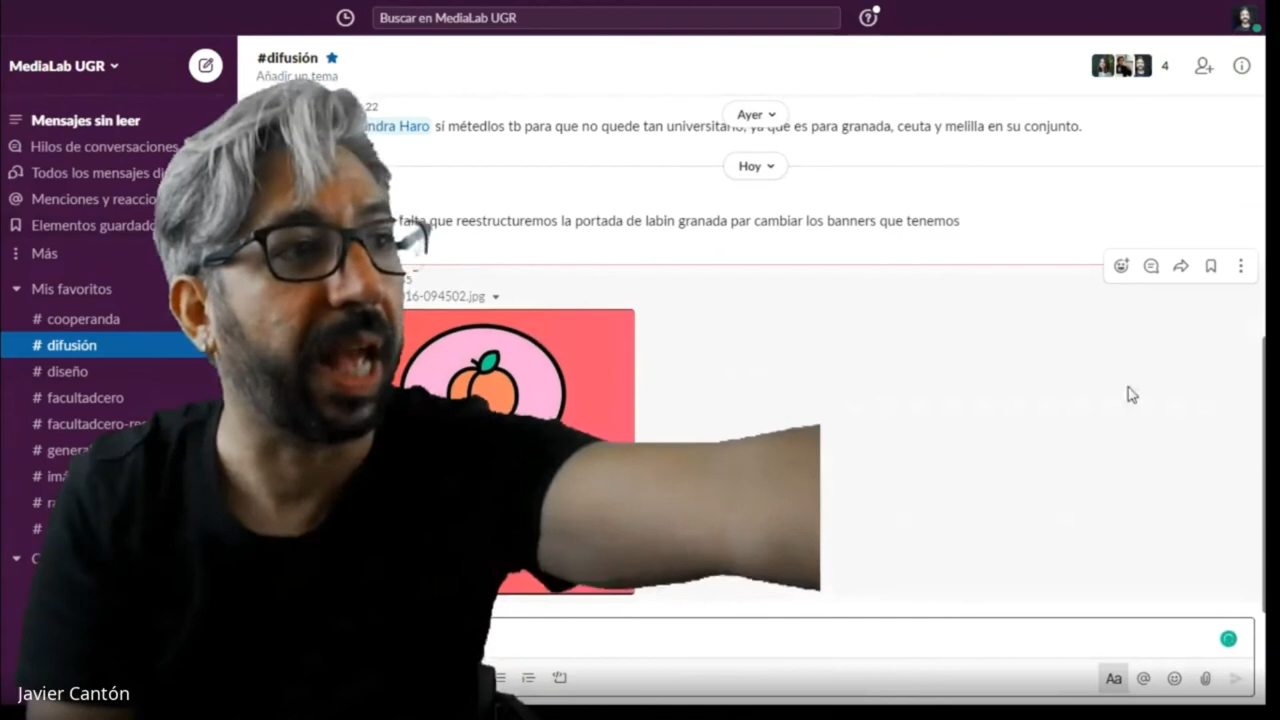 Buscar en MediaLab UGR
MediaLab UGR
#difusión
Añadir un tema
4
Mensajes sin leer
Hilos de conversaciones
Todos los mensajes
Menciones y
Elementos guardado
Más
Mis favoritos
# cooperanda
# difusión
# diseño
# facultadcero
# facultadcero-
#
#
#
#
22
Ayer
Haro sí métedlos tb para que no quede tan universitario, ya que es para granada, ceuta y melilla en su conjunto.
Hoy
falta que reestructuremos la portada de labin granada par cambiar los banners que tenemos
16-094502.jpg
Aa
Javier Cantón